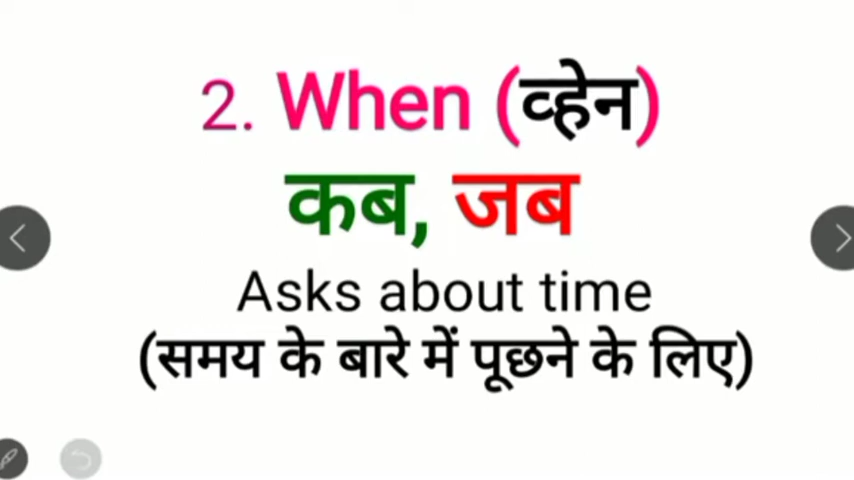 2. When (व्हेन)
कब, जब
Asks about time
(समय के बारे में पूछने के लिए)